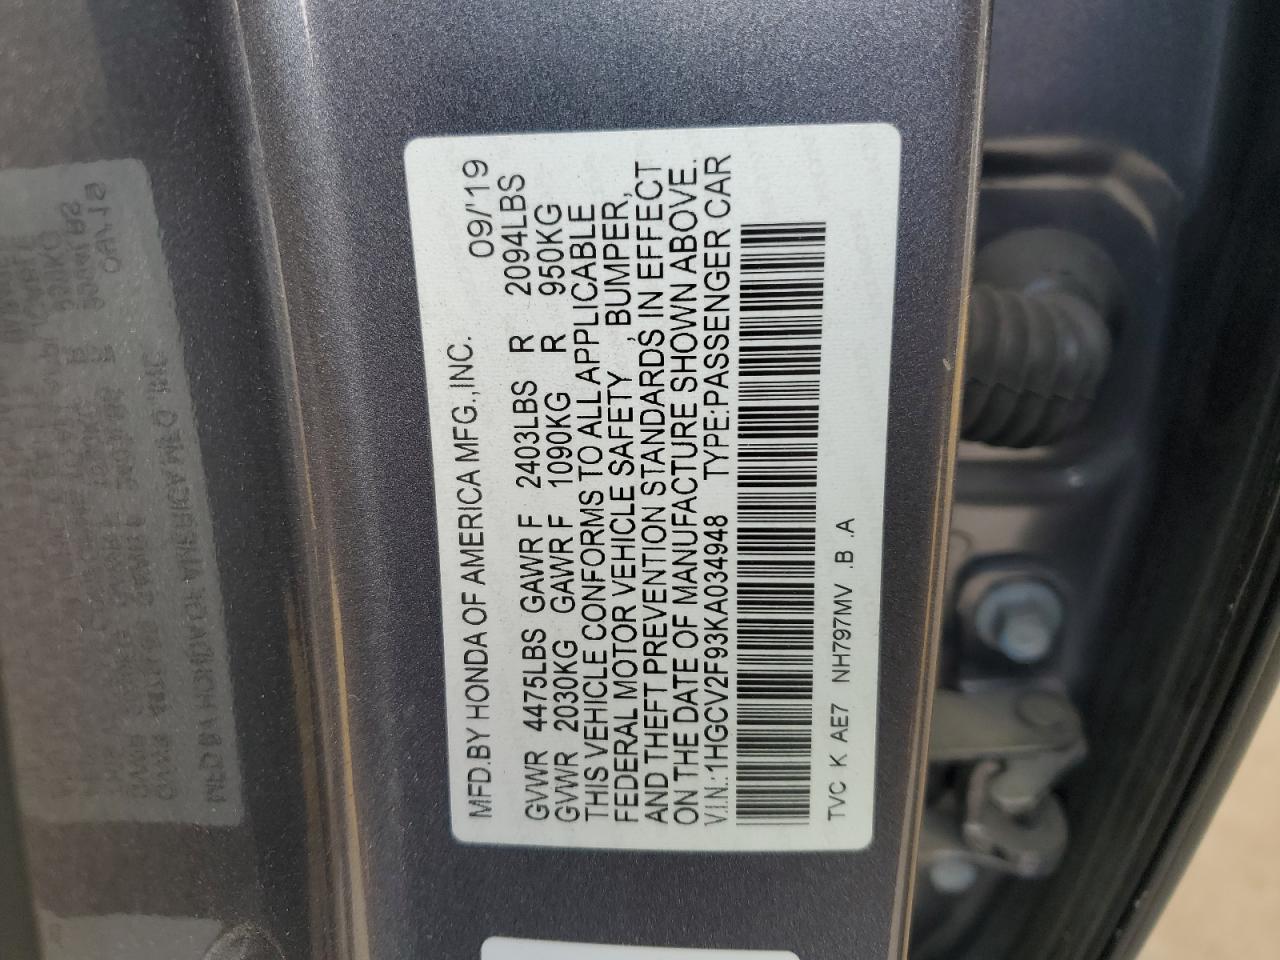 MFD.BY HONDA OF AMERICA MFG.,INC. 09/'19
GVWR 4475LBS GAWR F 2403LBS R 2094LBS
GVWR 2030KG GAWR F 1090KG R 950KG
THIS VEHICLE CONFORMS TO ALL APPLICABLE
FEDERAL MOTOR VEHICLE SAFETY , BUMPER,
AND THEFT PREVENTION STANDARDS IN EFFECT
ON THE DATE OF MANUFACTURE SHOWN ABOVE.
V.I.N.: 1HGCV2F93KA034948 TYPE:PASSENGER CAR
TVC K AE7 NH797MV .B .A